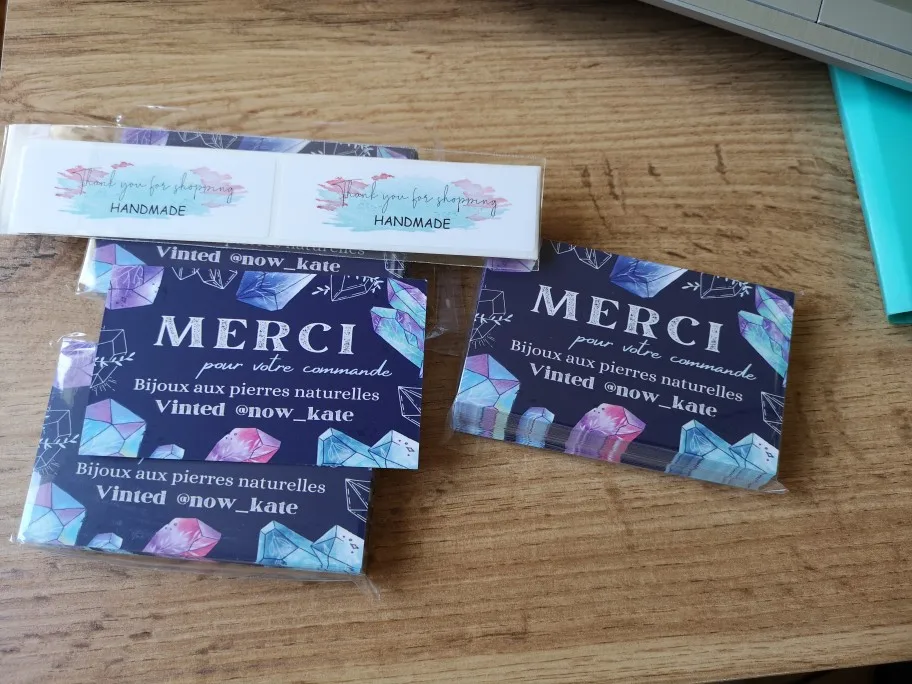 Thank you for shopping
HANDMADE
Thank you for shopping
HANDMADE
Vinted @now_kate
MERCI
pour votre commande
Bijoux aux pierres naturelles
Vinted @now_kate
Bijoux aux pierres naturelles
Vinted @now_kate
MERCI
pour votre commande
Bijoux aux pierres naturelles
Vinted @now_kate